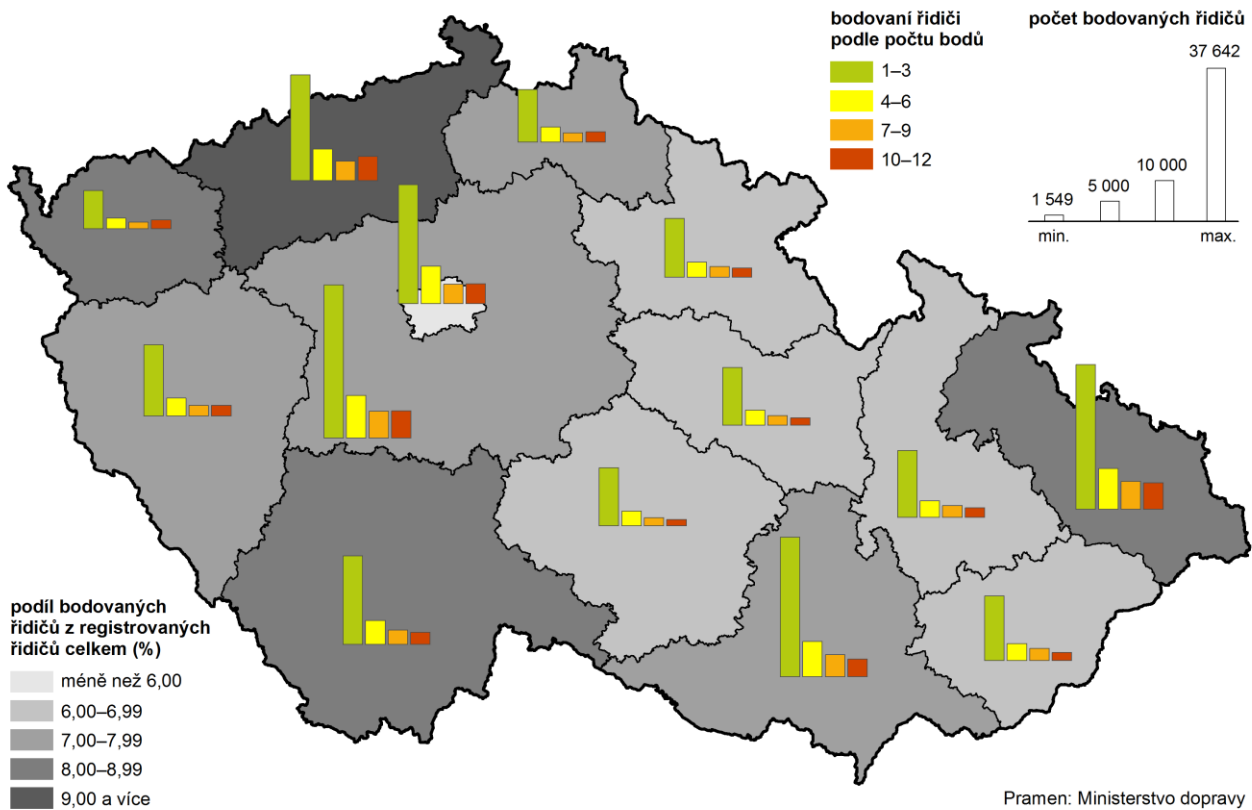 bodovaní řidiči
podle počtu bodů
1–3
4–6
7–9
10–12
počet bodovaných řidičů
37 642
10 000
5 000
1 549
min.
max.
podíl bodovaných
řidičů z registrovaných
řidičů celkem (%)
méně než 6,00
6,00–6,99
7,00–7,99
8,00–8,99
9,00 a více
Pramen: Ministerstvo dopravy